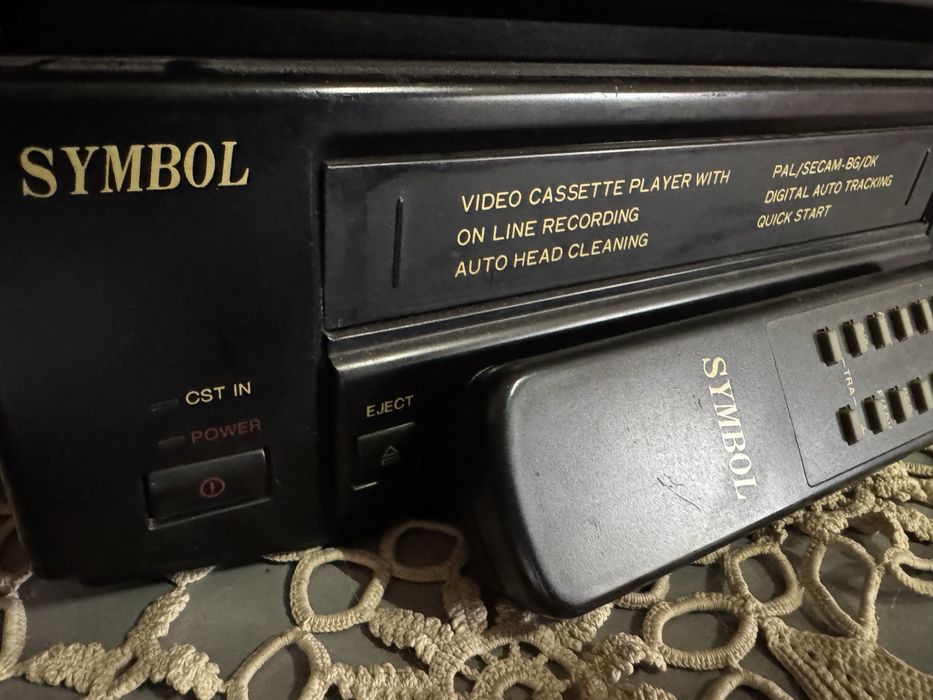 SYMBOL
VIDEO CASSETTE PLAYER WITH
ON LINE RECORDING
AUTO HEAD CLEANING
PAL/SECAM-BG/DK
DIGITAL AUTO TRACKING
QUICK START
CST IN
POWER
EJECT
SYMBOL
TRA